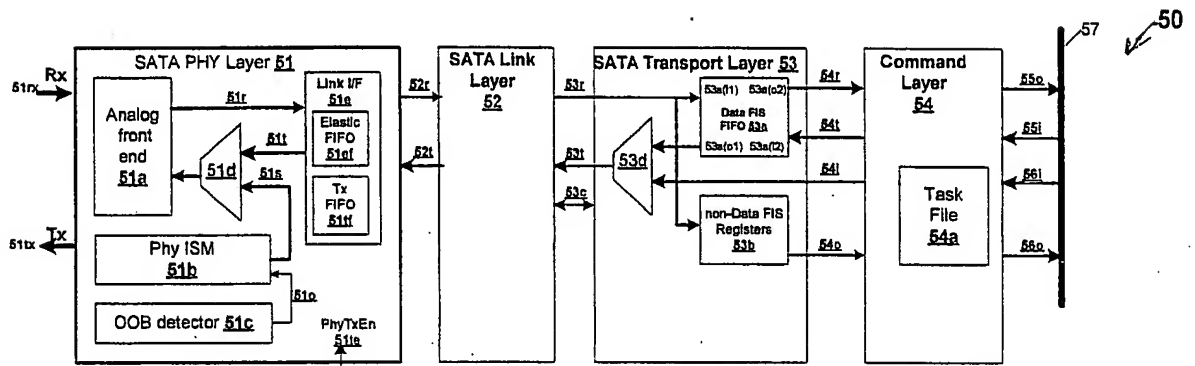 50
57
SATA PHY Layer 51
Rx
51rx
Analog
front
end
51a
51r
Link I/F
51e
Elastic
FIFO
51ef
Tx
FIFO
51tf
51t
51d
51s
Tx
51tx
Phy ISM
51b
51o
OOB detector 51c
PhyTxEn
51te
52r
52t
SATA Link
Layer
52
53r
53t
53c
SATA Transport Layer 53
53a(i1) 53a(o2)
Data FIS
FIFO 53a
53a(o1) 53a(i2)
53d
non-Data FIS
Registers
53b
54r
54t
54i
54o
Command
Layer
54
Task
File
54a
55o
55i
56i
56o